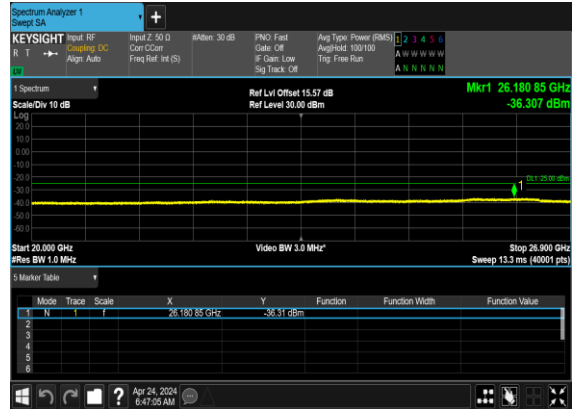 Spectrum Analyzer 1
Swept SA
+
KEYSIGHT Input: RF Input Z: 50 Ω #Atten: 30 dB PNO: Fast Avg Type: Power (RMS) 1 2 3 4 5 6
R T Coupling: DC Corr CCorr Gate: Off Avg|Hold: 100/100 A W W W W W
Align: Auto Freq Ref: Int (S) IF Gain: Low Trig: Free Run
Sig Track: Off A N N N N N
1 Spectrum Ref Lvl Offset 15.57 dB Mkr1 26.180 85 GHz
Scale/Div 10 dB Ref Level 30.00 dBm -36.307 dBm
Log
20.0
10.0
0.00
-10.0
-20.0
DL1 -25.00 dBm
-30.0
1
-40.0
-50.0
-60.0
Start 20.000 GHz Video BW 3.0 MHz* Stop 26.900 GHz
#Res BW 1.0 MHz Sweep 13.3 ms (40001 pts)
5 Marker Table
Mode Trace Scale X Y Function Function Width Function Value
1 N 1 f 26.180 85 GHz -36.31 dBm
2
3
4
5
6
? Apr 24, 2024
6:47:05 AM